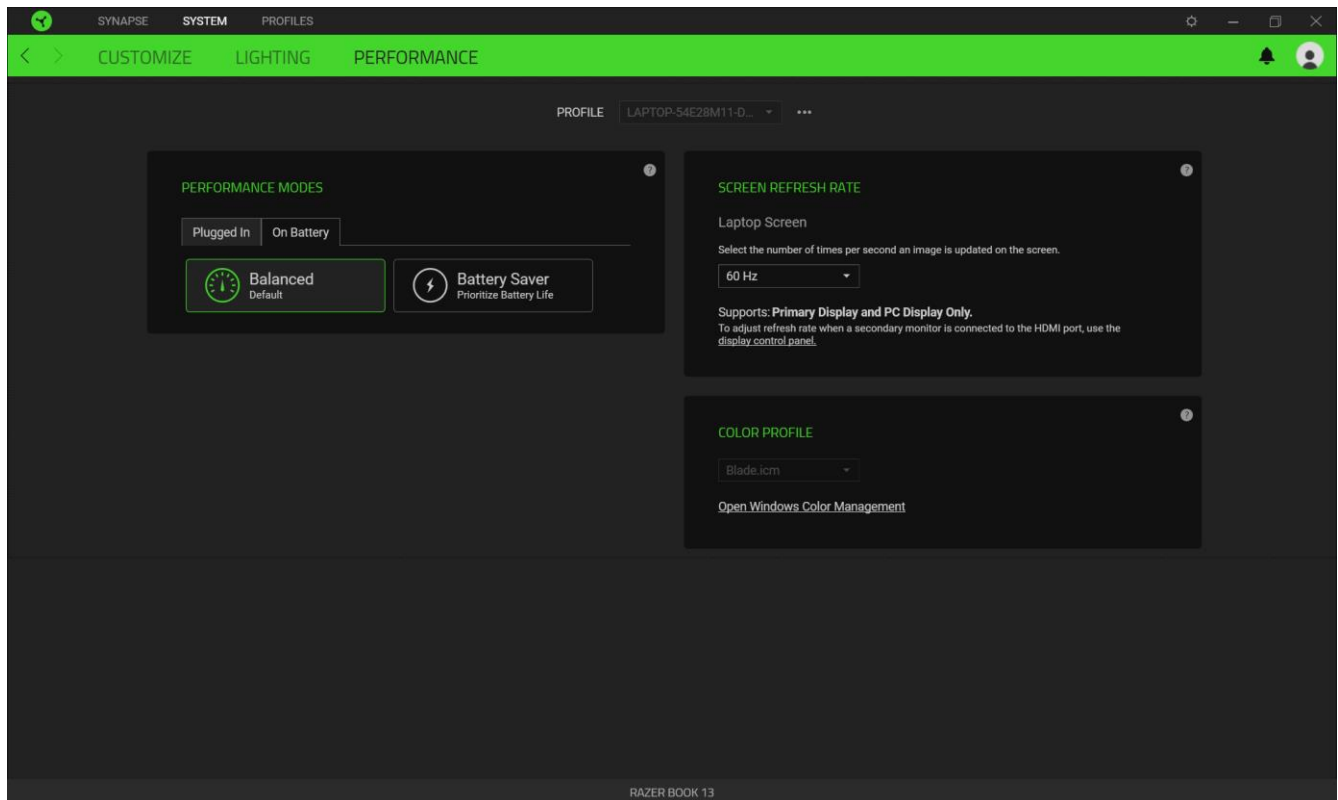 SYNAPSE SYSTEM PROFILES
CUSTOMIZE LIGHTING PERFORMANCE
PROFILE LAPTOP-54E28M11-D...
PERFORMANCE MODES
Plugged In On Battery
Balanced
Default
Battery Saver
Prioritize Battery Life
SCREEN REFRESH RATE
Laptop Screen
Select the number of times per second an image is updated on the screen.
60 Hz
Supports: Primary Display and PC Display Only.
To adjust refresh rate when a secondary monitor is connected to the HDMI port, use the
display control panel.
COLOR PROFILE
Blade.icm
Open Windows Color Management
RAZER BOOK 13